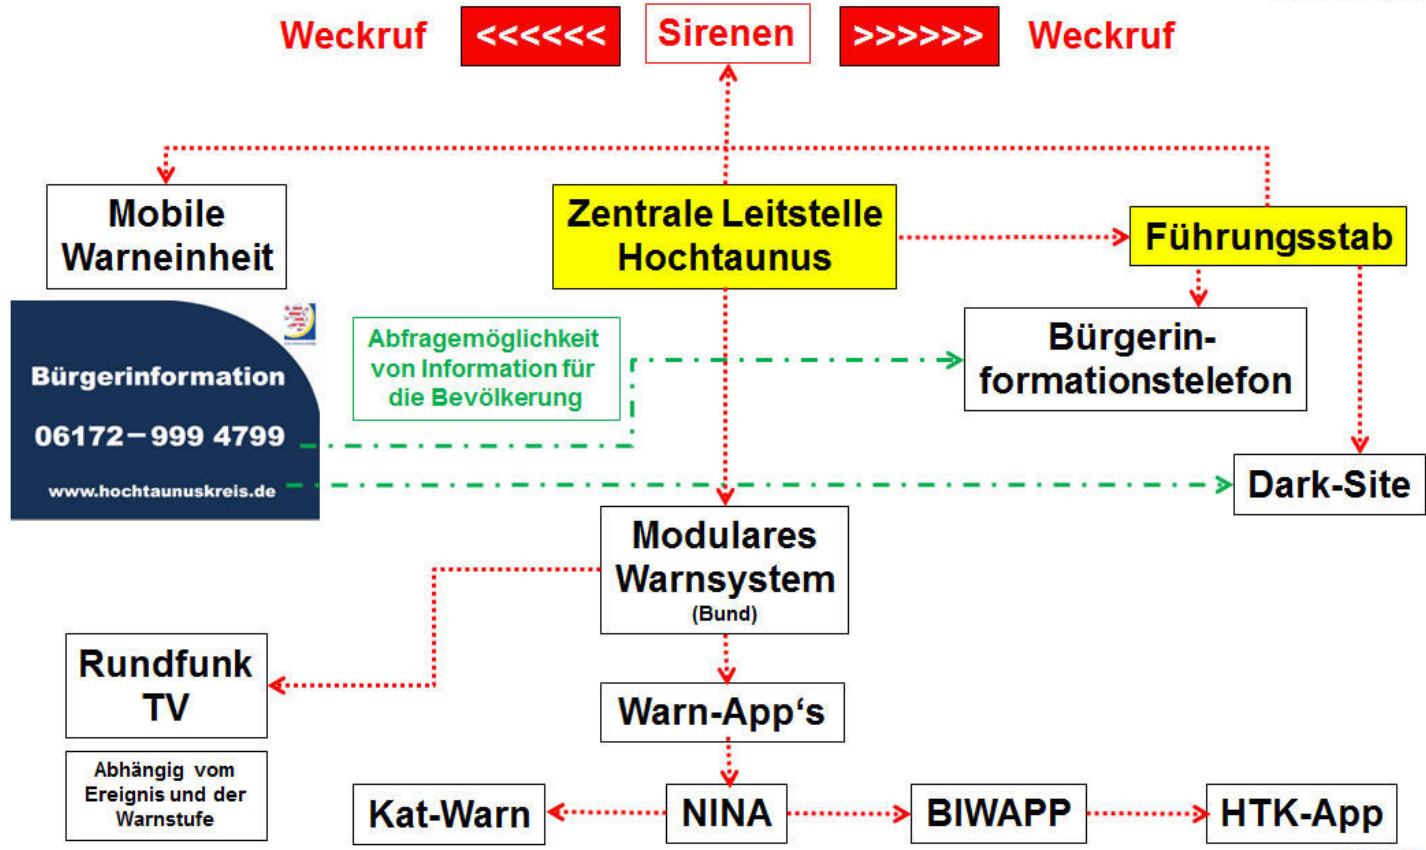 Weckruf <<<<<< Sirenen >>>>>> Weckruf
Mobile
Warneinheit
Zentrale Leitstelle
Hochtaunus
Führungsstab
Bürgerinformation
06172–999 4799
www.hochtaunuskreis.de
Abfragemöglichkeit
von Information für
die Bevölkerung
Bürgerin-
formationstelefon
Dark-Site
Modulares
Warnsystem
(Bund)
Rundfunk
TV
Abhängig vom
Ereignis und der
Warnstufe
Warn-App‘s
Kat-Warn
NINA
BIWAPP
HTK-App